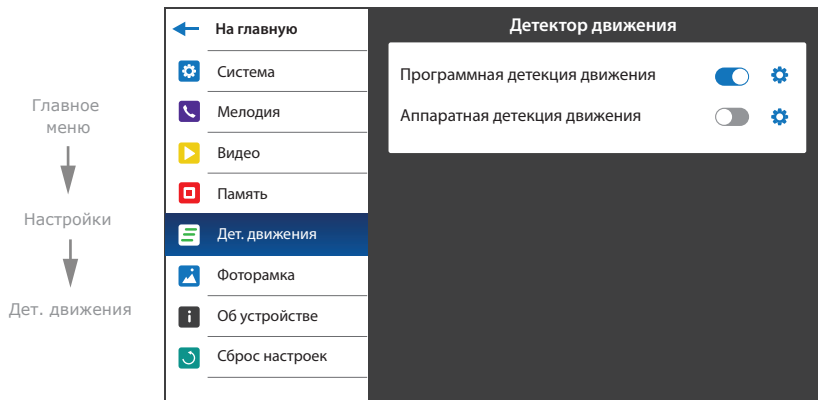 Главное
меню
Настройки
Дет. движения
На главную
Система
Мелодия
Видео
Память
Дет. движения
Фоторамка
Об устройстве
Сброс настроек
Детектор движения
Программная детекция движения
Аппаратная детекция движения